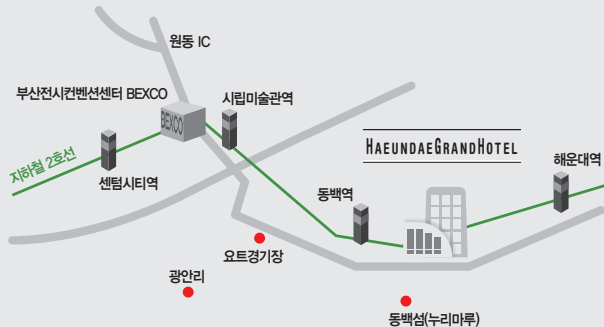 원동 IC
부산전시컨벤션센터 BEXCO
시립미술관역
BEXCO
HAEUNDAEGRANDHOTEL
지하철 2호선
센텀시티역
해운대역
동백역
요트경기장
광안리
동백섬(누리마루)